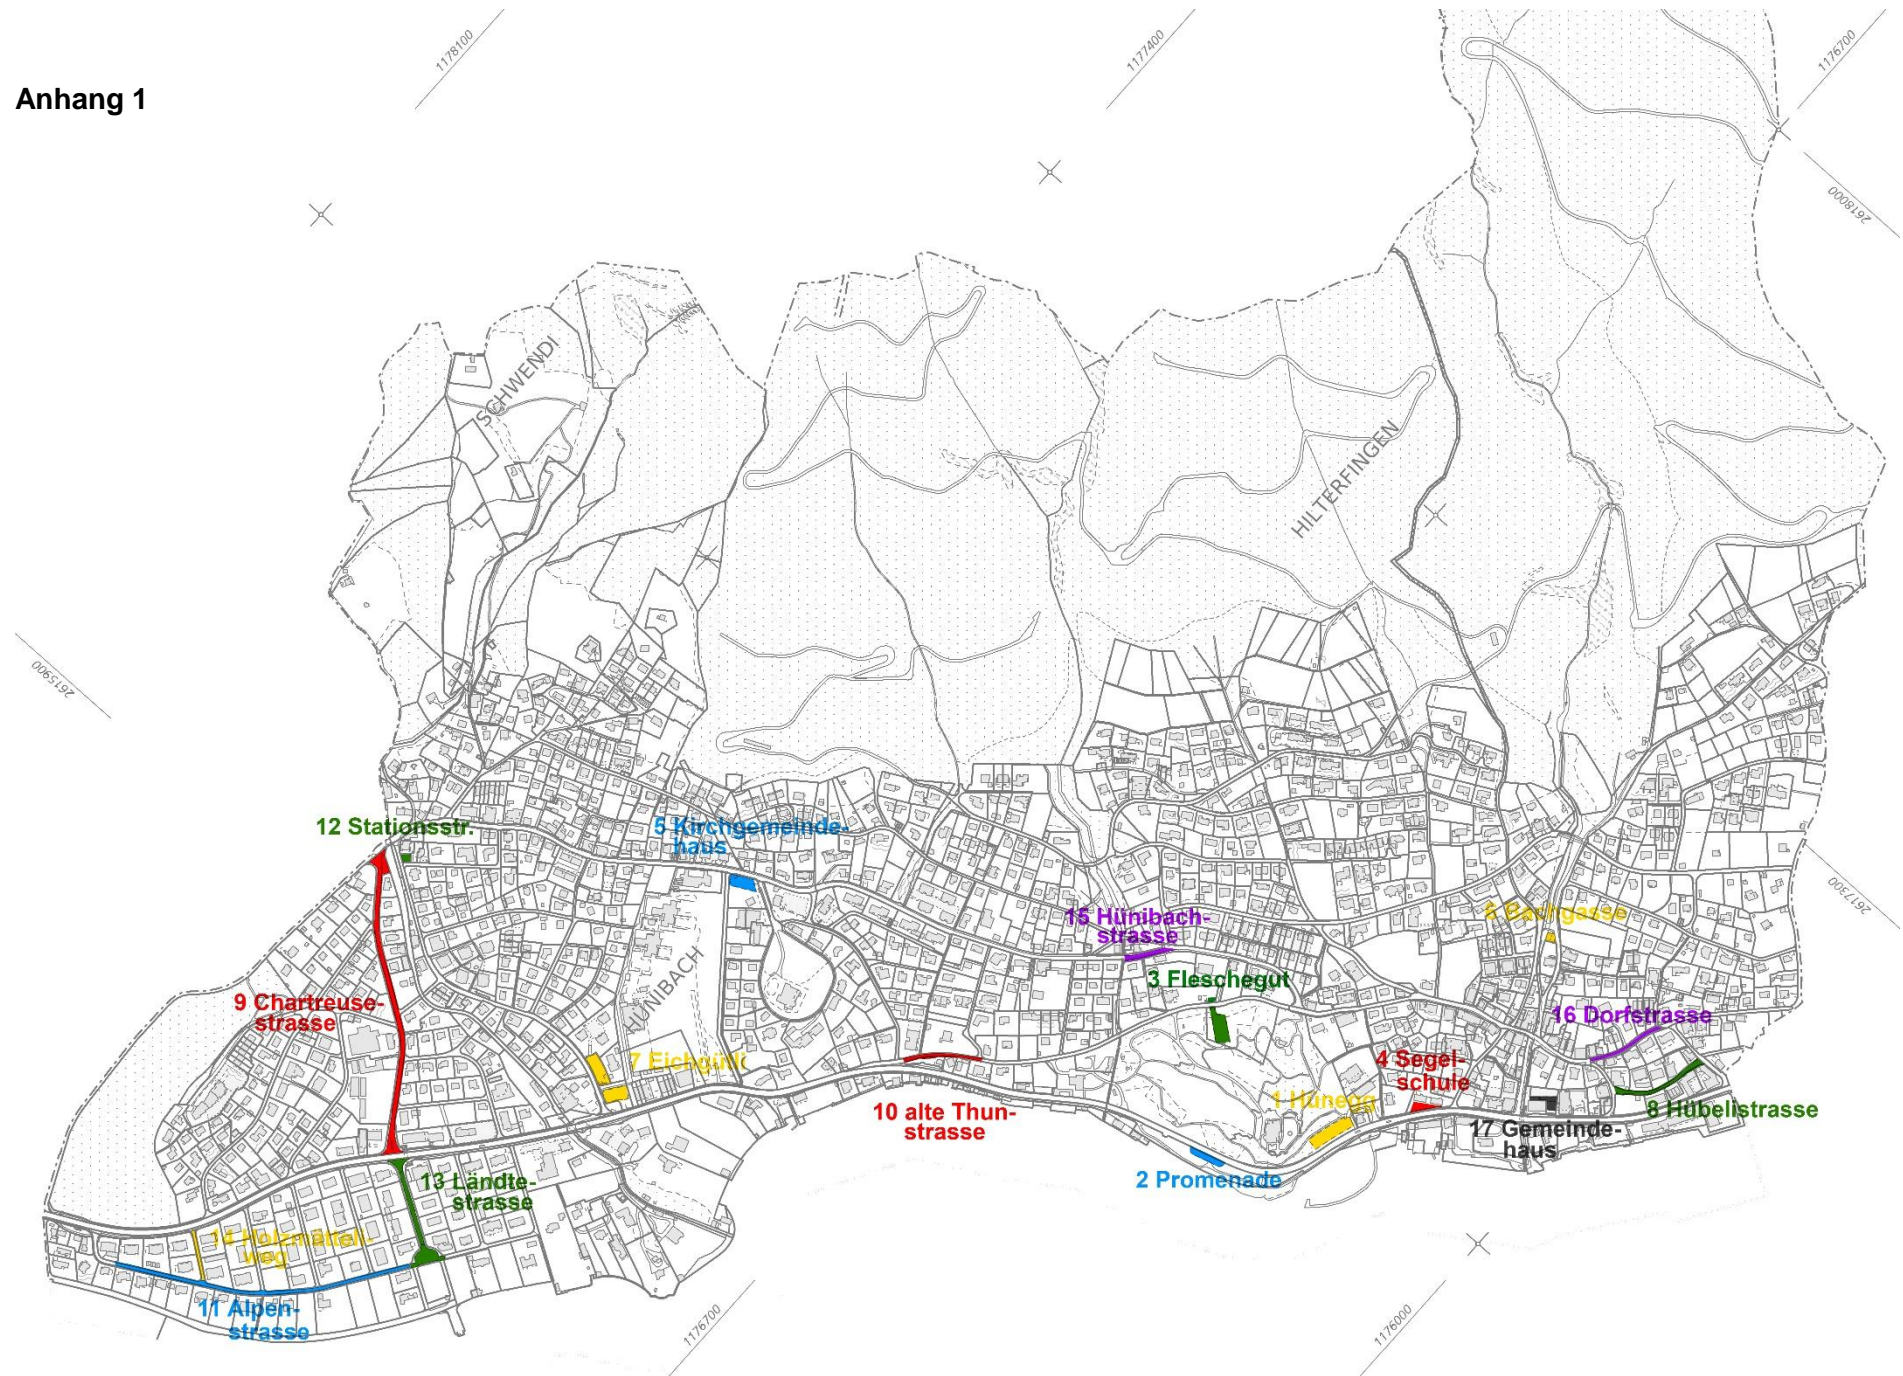 Anhang 1
1178100
1177400
1176700
2618000
SCHWENDI
HILTERFINGEN
2615900
12 Stationsstr.
5 Kirchgemeinde-
haus
2617300
15 Hünibach-
strasse
6 Bachgasse
HÜNIBACH
3 Fleschegut
9 Chartreuse-
strasse
16 Dorfstrasse
7 Eichgütli
4 Segel-
schule
1 Hünegg
10 alte Thun-
strasse
8 Hübelistrasse
17 Gemeinde-
haus
2 Promenade
13 Ländte-
strasse
14 Holzmätteli-
weg
11 Alpen-
strasse
1176700
1176000